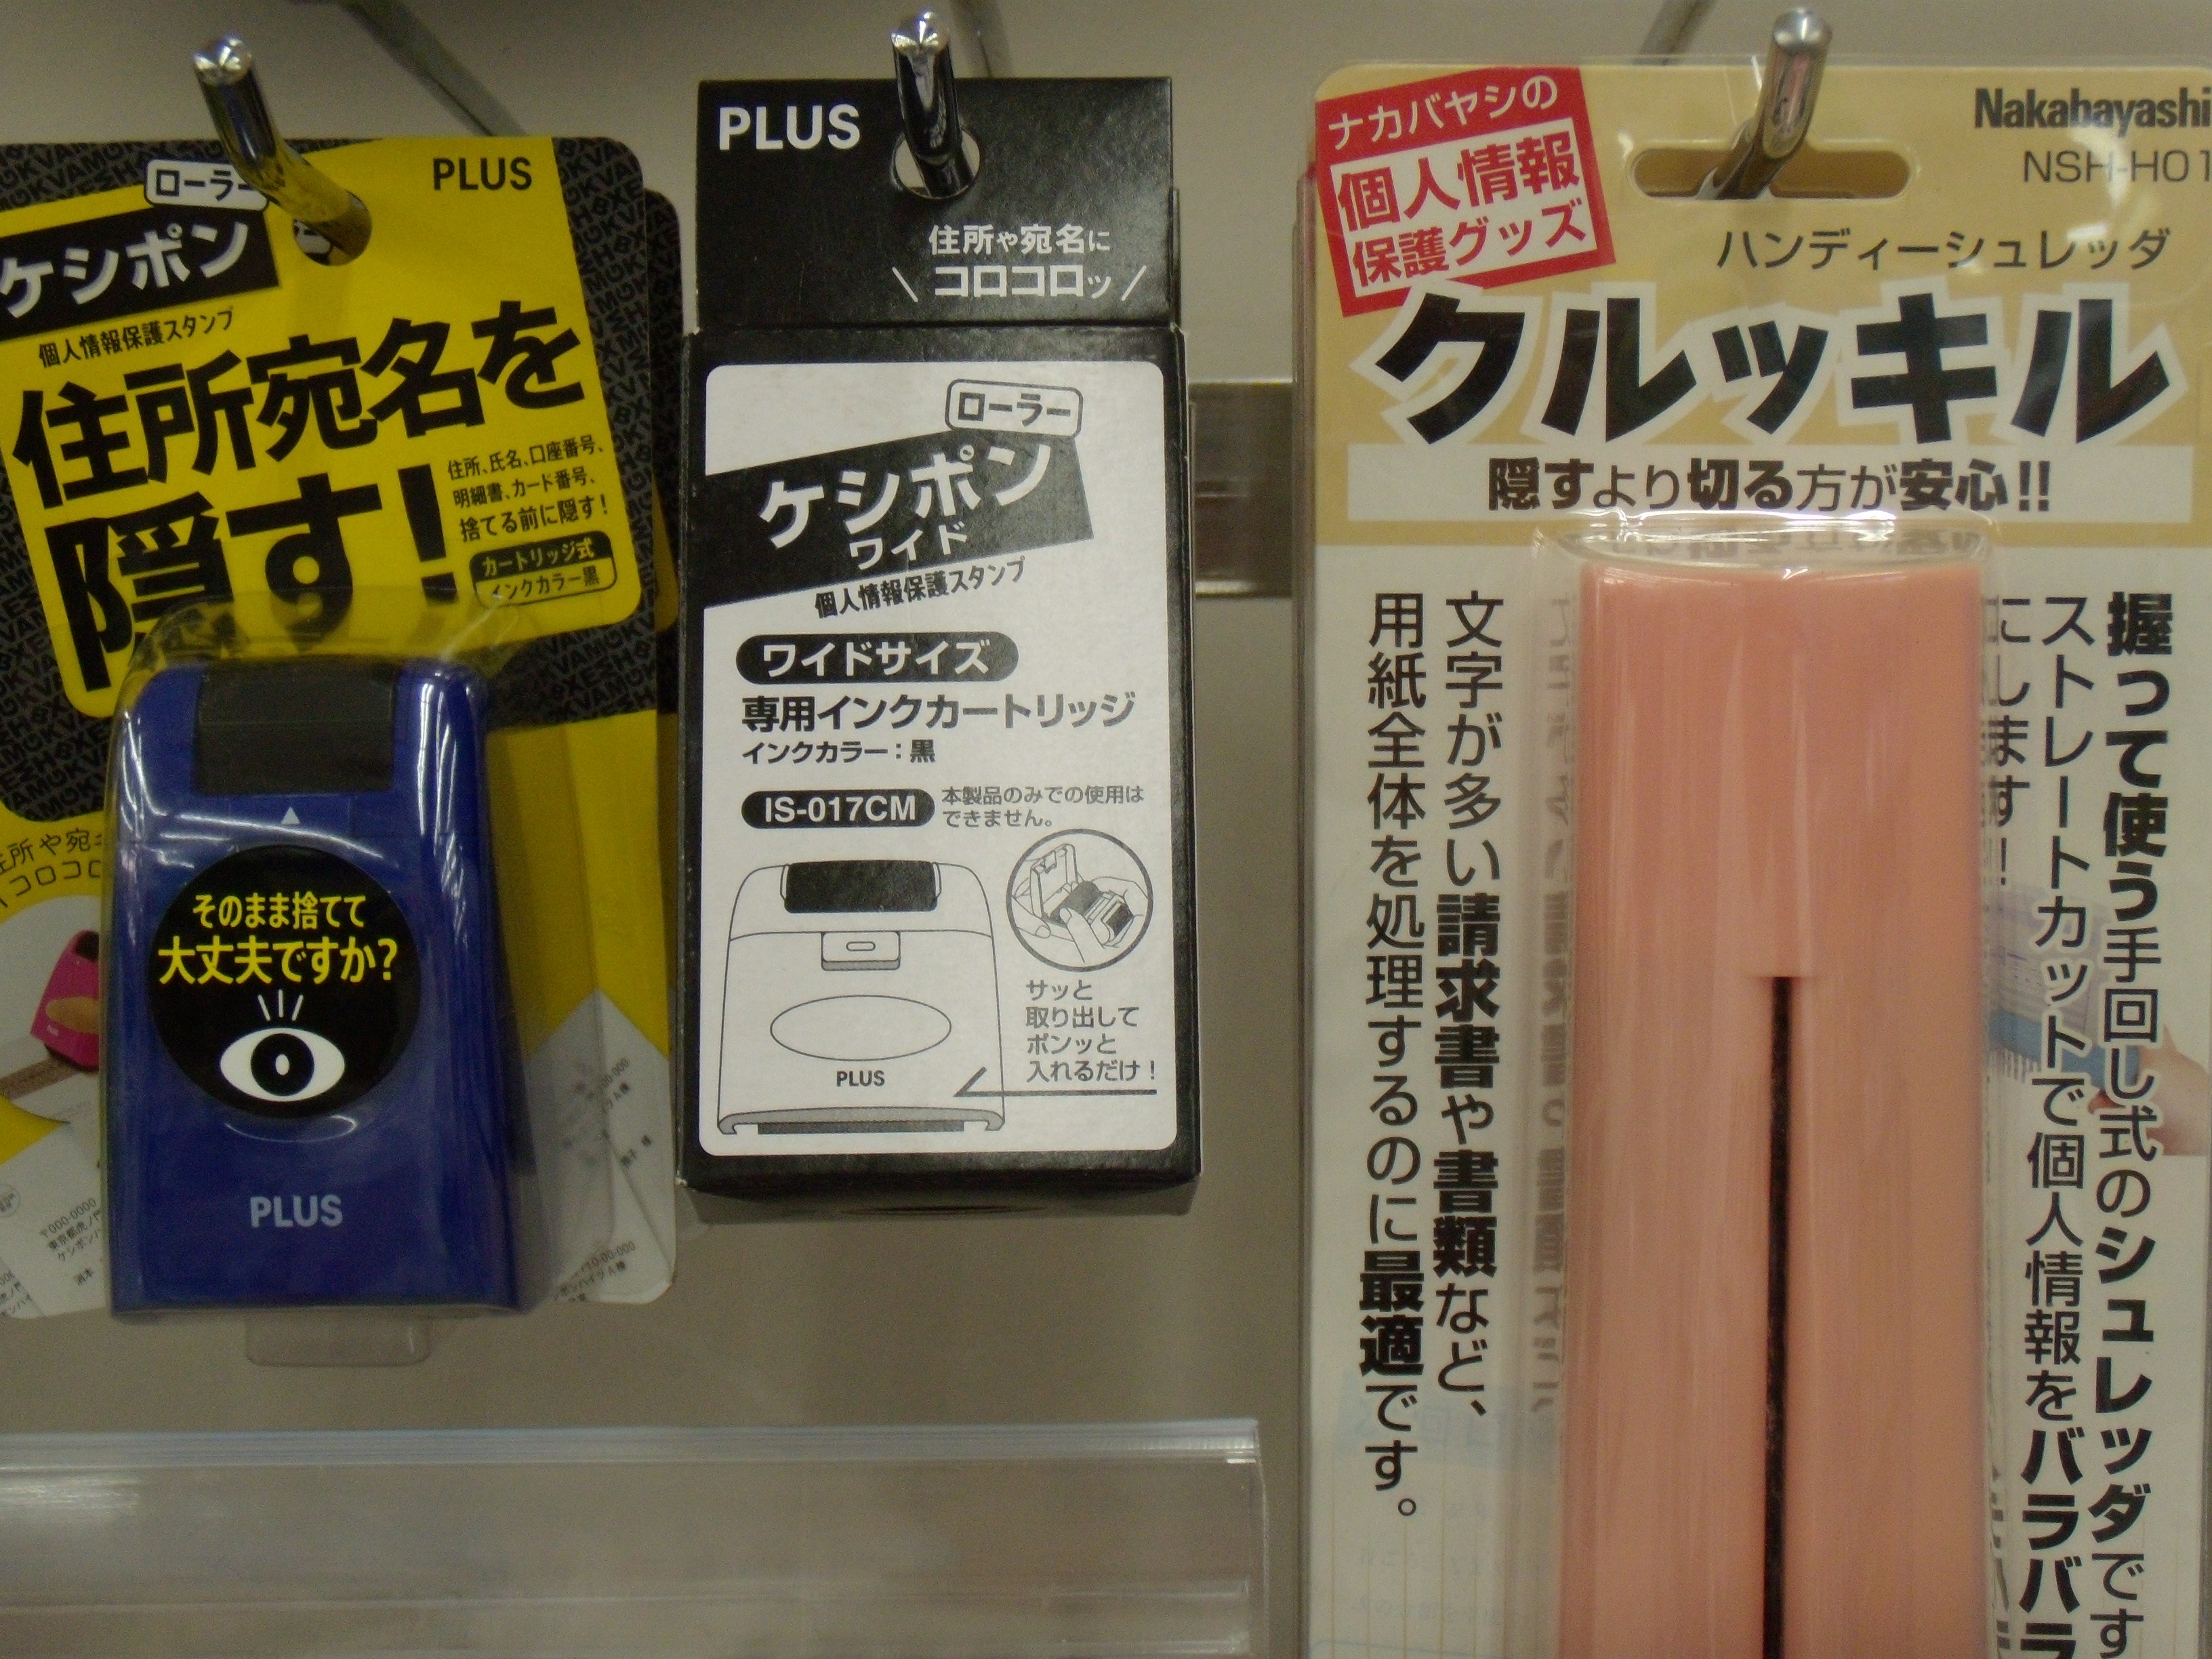 ローラー
PLUS
ケシポン
個人情報保護スタンプ
住所宛名を
隠す!
住所、氏名、口座番号、
明細書、カード番号、
捨てる前に隠す!
カートリッジ式
インクカラー黒
コロコロ
そのまま捨てて
大丈夫ですか?
PLUS
〒000-0000
PLUS
住所や宛名に
コロコロッ
ローラー
ケシポン
ワイド
個人情報保護スタンプ
ワイドサイズ
専用インクカートリッジ
インクカラー:黒
IS-017CM
本製品のみでの使用は
できません。
サッと
取り出して
ポンッと
入れるだけ!
PLUS
ナカバヤシの
個人情報
保護グッズ
Nakabayashi
NSH-H01
ハンディーシュレッダ
クルッキル
隠すより切る方が安心!!
握って使う手回し式のシュレッダです
ストレートカットで個人情報をバラバラ
にします!
文字が多い請求書や書類など、
用紙全体を処理するのに最適です。